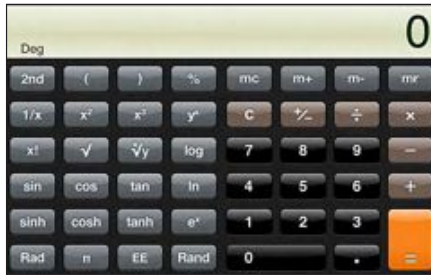 0
Deg
2nd ( ) % mc m+ m- mr
1/x x² x³ yˣ C +/− ÷ ×
x! √ ˣ√y log 7 8 9 −
sin cos tan ln 4 5 6 +
sinh cosh tanh eˣ 1 2 3
Rad π EE Rand 0 . =